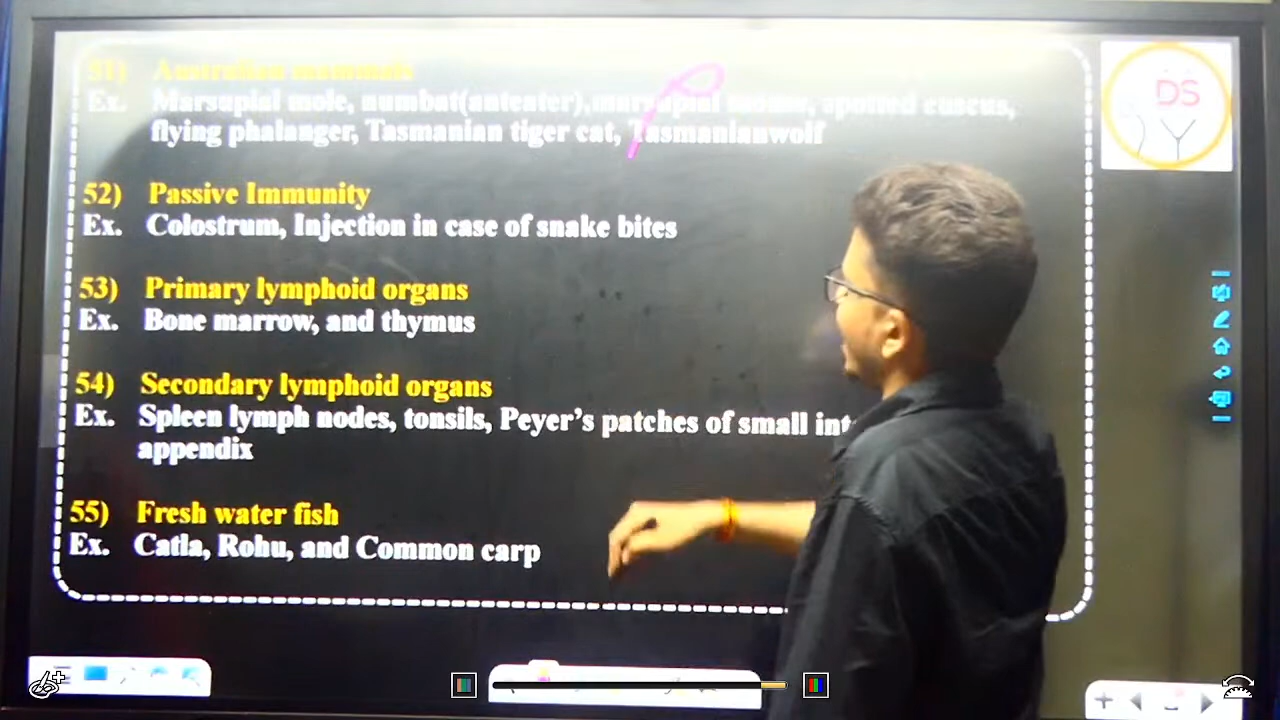 51) Australian mammals
Ex. Marsupial mole, numbat(anteater),marsupial mouse, spotted cuscus,
flying phalanger, Tasmanian tiger cat, Tasmanianwolf
52) Passive Immunity
Ex. Colostrum, Injection in case of snake bites
53) Primary lymphoid organs
Ex. Bone marrow, and thymus
54) Secondary lymphoid organs
Ex. Spleen lymph nodes, tonsils, Peyer's patches of small int
appendix
55) Fresh water fish
Ex. Catla, Rohu, and Common carp
DS